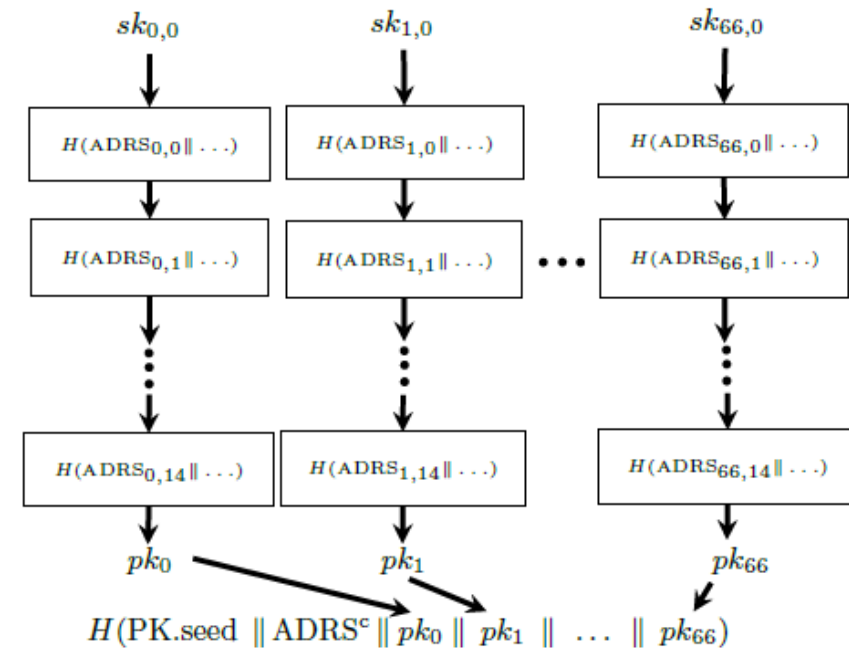 sk₀,₀ sk₁,₀ sk₆₆,₀
H(ADRS₀,₀‖ ...) H(ADRS₁,₀‖ ...) H(ADRS₆₆,₀‖ ...)
H(ADRS₀,₁‖ ...) H(ADRS₁,₁‖ ...) ••• H(ADRS₆₆,₁‖ ...)
H(ADRS₀,₁₄‖ ...) H(ADRS₁,₁₄‖ ...) H(ADRS₆₆,₁₄‖ ...)
pk₀ pk₁ pk₆₆
H(PK.seed ‖ ADRSᶜ ‖ pk₀ ‖ pk₁ ‖ ... ‖ pk₆₆)